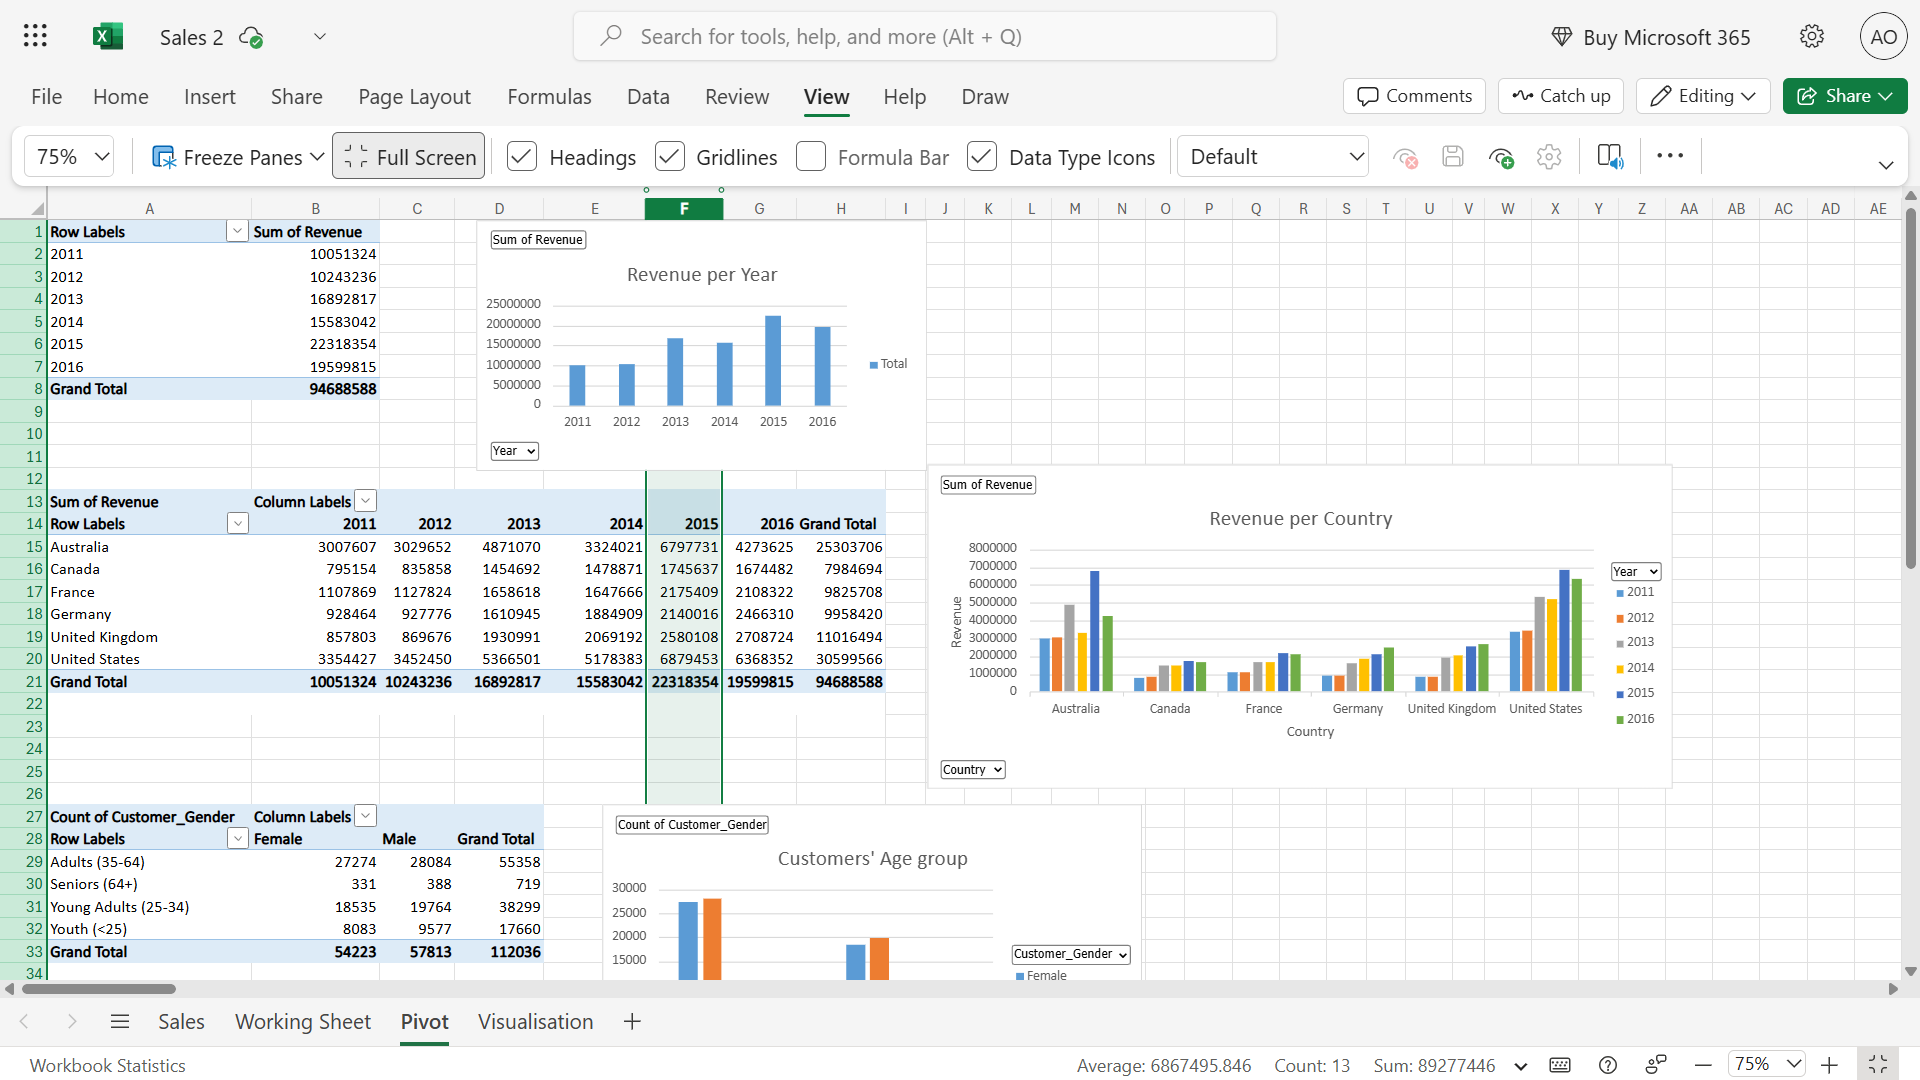 Sales 2
Search for tools, help, and more (Alt + Q)
Buy Microsoft 365
AO
File Home Insert Share Page Layout Formulas Data Review View Help Draw
Comments Catch up Editing Share
75% Freeze Panes Full Screen Headings Gridlines Formula Bar Data Type Icons Default
A B C D E F G H I J K L M N O P Q R S T U V W X Y Z AA AB AC AD AE
1 Row Labels Sum of Revenue
2 2011 10051324
3 2012 10243236
4 2013 16892817
5 2014 15583042
6 2015 22318354
7 2016 19599815
8 Grand Total 94688588
9
10
11
12
Sum of Revenue
Revenue per Year
25000000
20000000
15000000
10000000
5000000
0
2011 2012 2013 2014 2015 2016
Total
Year
13 Sum of Revenue Column Labels
14 Row Labels 2011 2012 2013 2014 2015 2016 Grand Total
15 Australia 3007607 3029652 4871070 3324021 6797731 4273625 25303706
16 Canada 795154 835858 1454692 1478871 1745637 1674482 7984694
17 France 1107869 1127824 1658618 1647666 2175409 2108322 9825708
18 Germany 928464 927776 1610945 1884909 2140016 2466310 9958420
19 United Kingdom 857803 869676 1930991 2069192 2580108 2708724 11016494
20 United States 3354427 3452450 5366501 5178383 6879453 6368352 30599566
21 Grand Total 10051324 10243236 16892817 15583042 22318354 19599815 94688588
22
23
24
25
26
Sum of Revenue
Revenue per Country
8000000
7000000
6000000
5000000
4000000
3000000
2000000
1000000
0
Revenue
Australia Canada France Germany United Kingdom United States
Country
Year
2011
2012
2013
2014
2015
2016
Country
27 Count of Customer_Gender Column Labels
28 Row Labels Female Male Grand Total
29 Adults (35-64) 27274 28084 55358
30 Seniors (64+) 331 388 719
31 Young Adults (25-34) 18535 19764 38299
32 Youth (<25) 8083 9577 17660
33 Grand Total 54223 57813 112036
34
Count of Customer_Gender
Customers' Age group
30000
25000
20000
15000
Customer_Gender
Female
Sales Working Sheet Pivot Visualisation
Workbook Statistics Average: 6867495.846 Count: 13 Sum: 89277446 75%